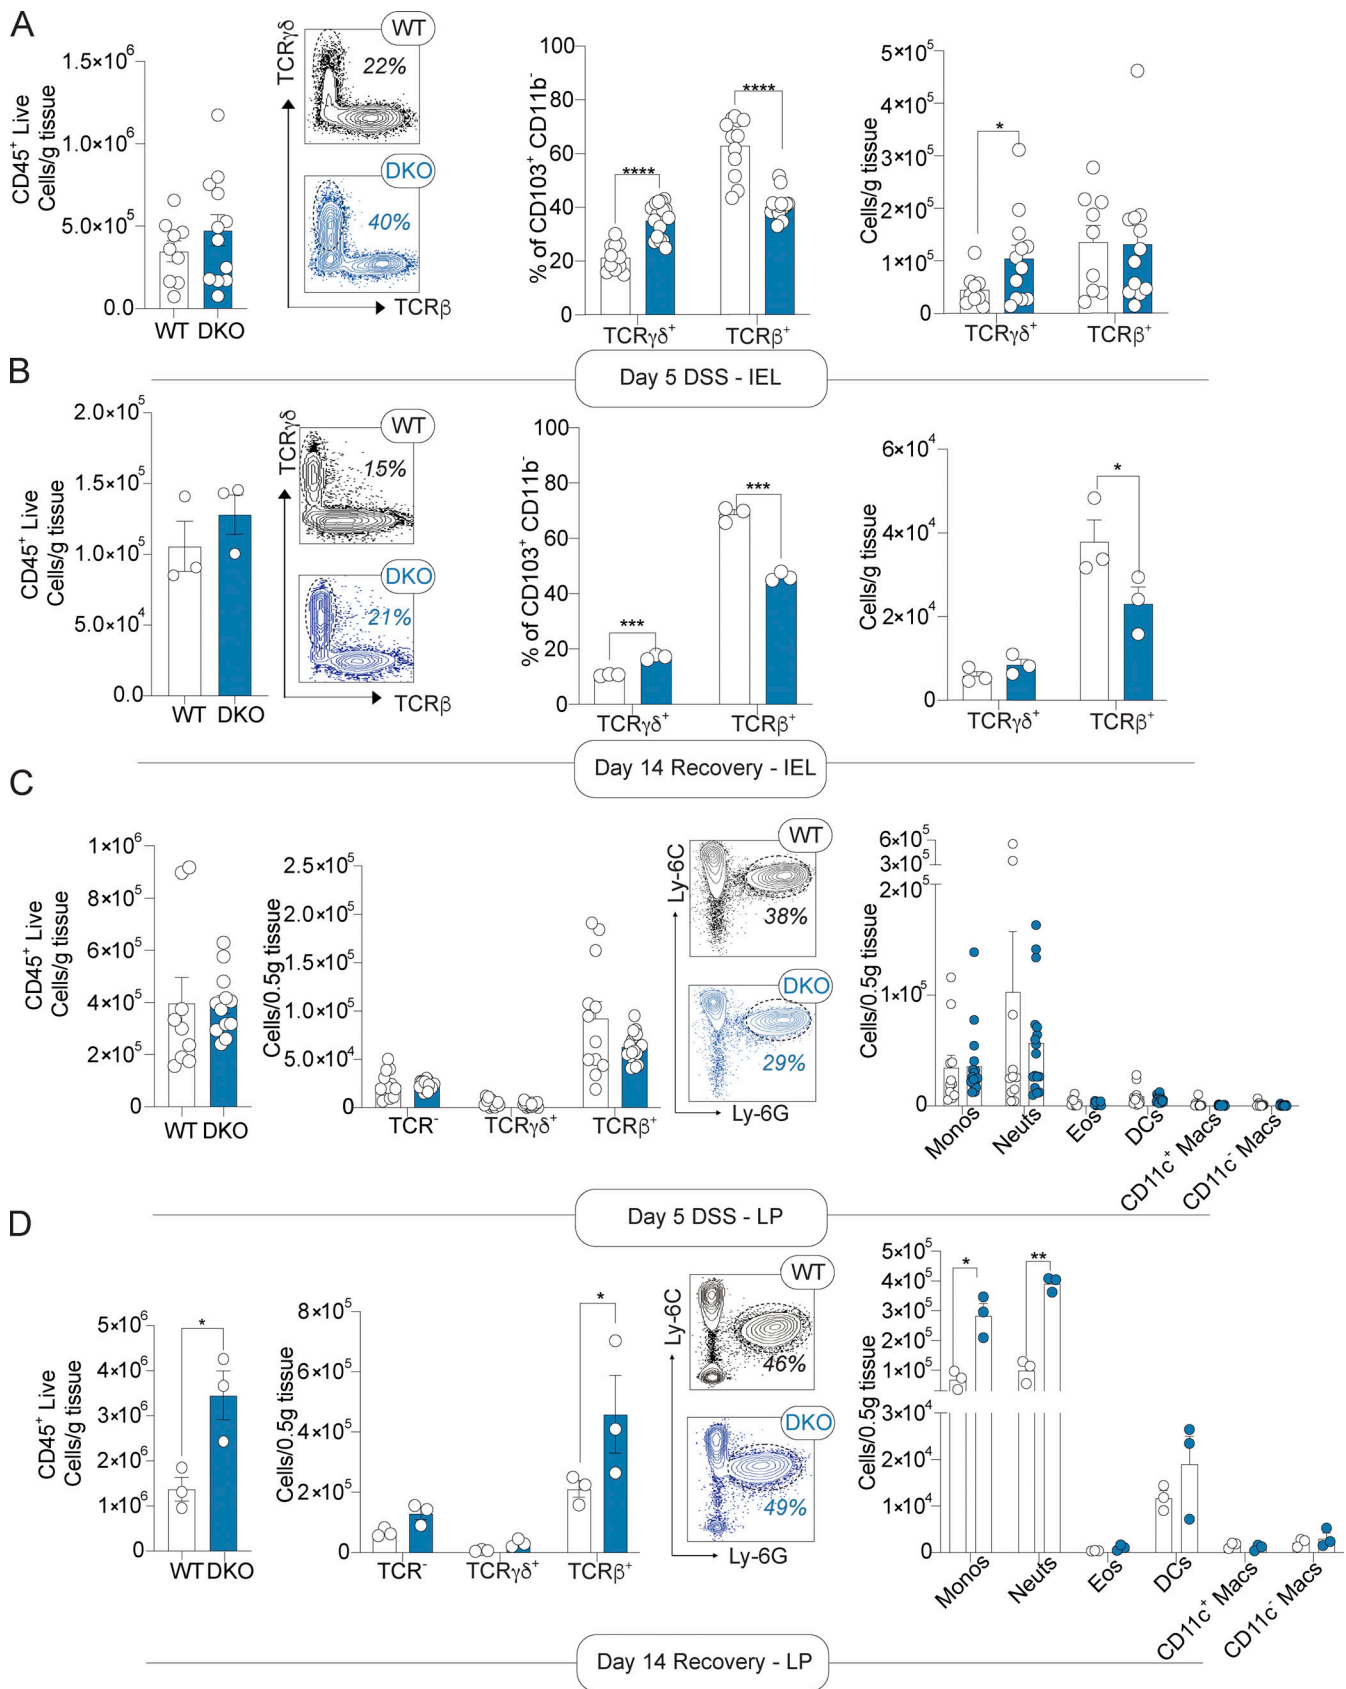 A
CD45⁺ Live
Cells/g tissue
1.5×10⁶
1.0×10⁶
5.0×10⁵
0.0
WT DKO
TCRγδ
WT
22%
DKO
40%
TCRβ
% of CD103⁺ CD11b⁻
100
80
60
40
20
0
****
****
TCRγδ⁺ TCRβ⁺
Cells/g tissue
5×10⁵
4×10⁵
3×10⁵
2×10⁵
1×10⁵
0
*
TCRγδ⁺ TCRβ⁺
Day 5 DSS - IEL
B
CD45⁺ Live
Cells/g tissue
2.0×10⁵
1.5×10⁵
1.0×10⁵
5.0×10⁴
0.0
WT DKO
TCRγδ
WT
15%
DKO
21%
TCRβ
% of CD103⁺ CD11b⁻
100
80
60
40
20
0
***
***
TCRγδ⁺ TCRβ⁺
Cells/g tissue
6×10⁴
4×10⁴
2×10⁴
0
*
TCRγδ⁺ TCRβ⁺
Day 14 Recovery - IEL
C
CD45⁺ Live
Cells/g tissue
1×10⁶
8×10⁵
6×10⁵
4×10⁵
2×10⁵
0
WT DKO
Cells/0.5g tissue
2.5×10⁵
2.0×10⁵
1.5×10⁵
1.0×10⁵
5.0×10⁴
0
TCR⁻ TCRγδ⁺ TCRβ⁺
Ly-6C
WT
38%
DKO
29%
Ly-6G
Cells/0.5g tissue
6×10⁵
3×10⁵
2×10⁵
1×10⁵
0
Monos Neuts Eos DCs CD11c⁺ Macs CD11c⁻ Macs
Day 5 DSS - LP
D
CD45⁺ Live
Cells/g tissue
5×10⁶
4×10⁶
3×10⁶
2×10⁶
1×10⁶
0
*
WT DKO
Cells/0.5g tissue
8×10⁵
6×10⁵
4×10⁵
2×10⁵
0
*
TCR⁻ TCRγδ⁺ TCRβ⁺
Ly-6C
WT
46%
DKO
49%
Ly-6G
Cells/0.5g tissue
5×10⁵
4×10⁵
3×10⁵
2×10⁵
1×10⁵
0
3×10⁴
2×10⁴
1×10⁴
0
*
**
Monos Neuts Eos DCs CD11c⁺ Macs CD11c⁻ Macs
Day 14 Recovery - LP